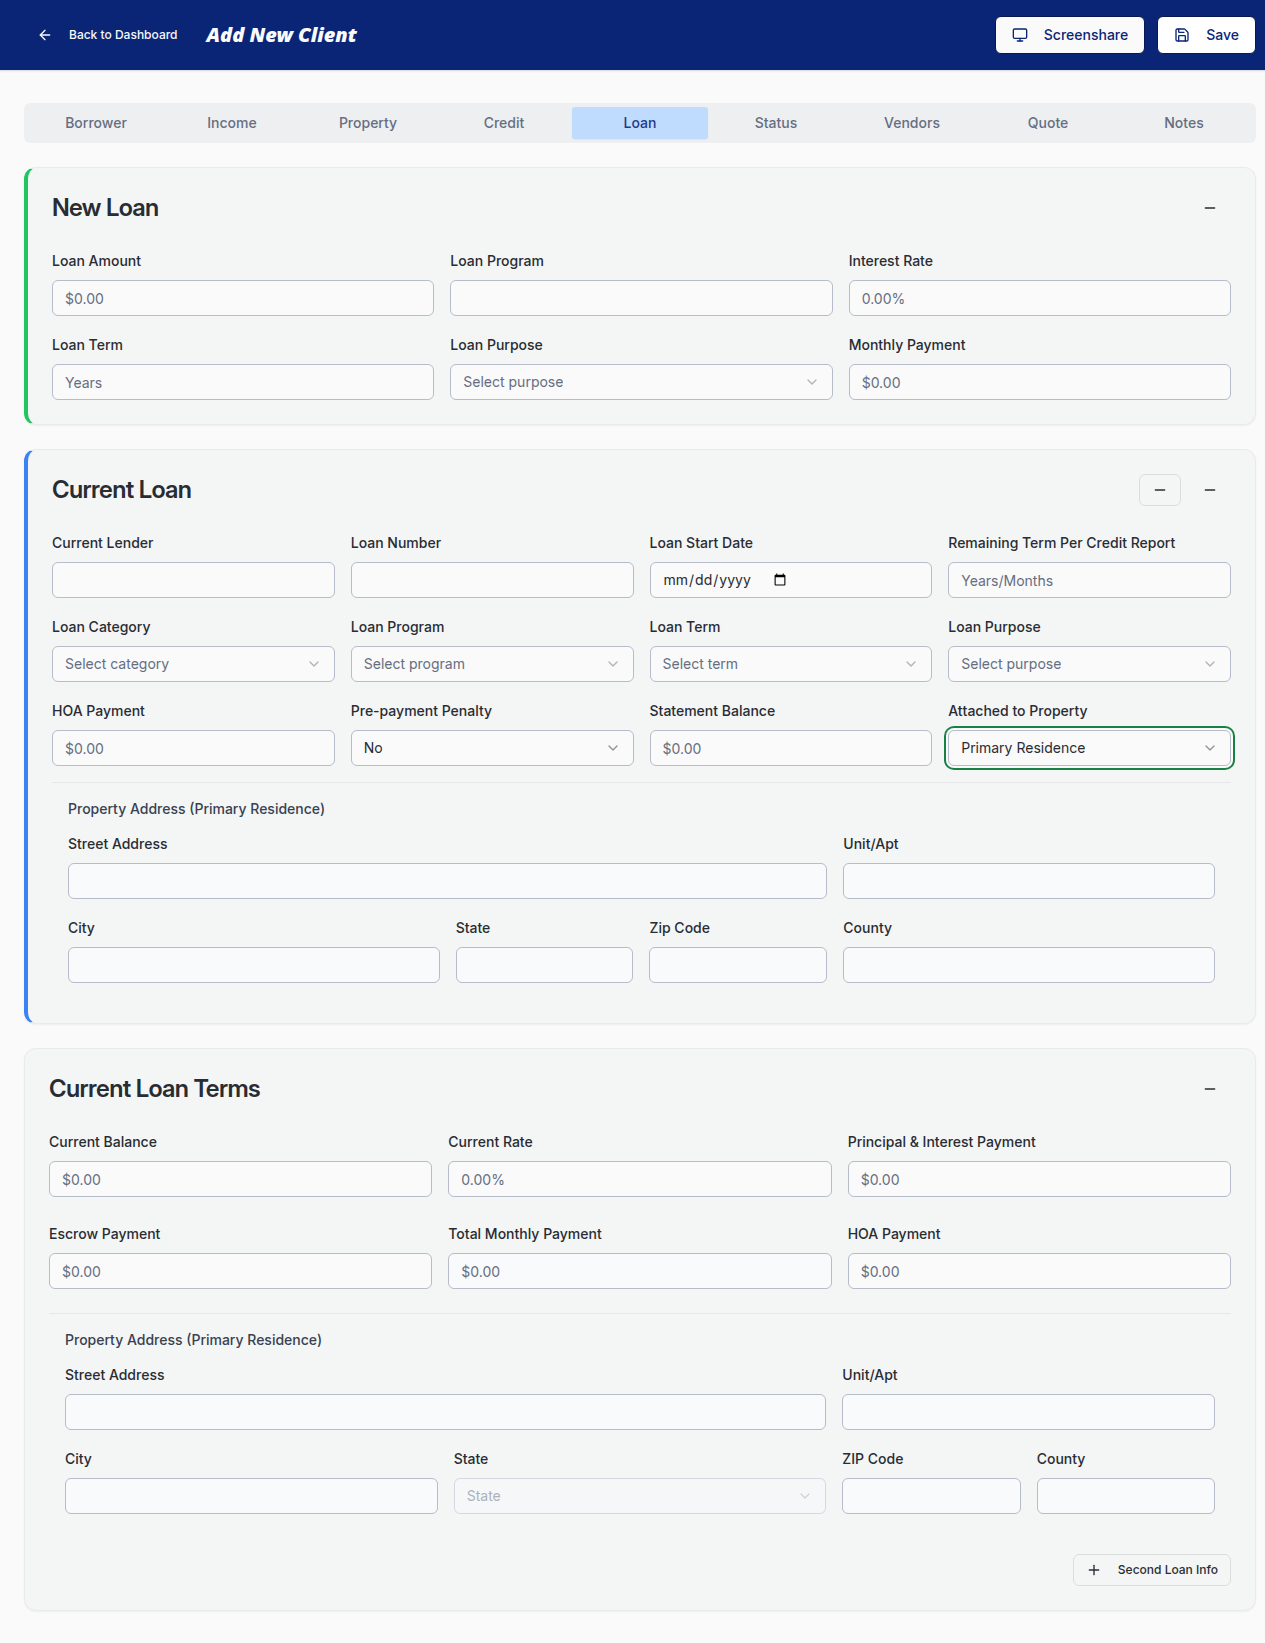 Back to Dashboard Add New Client Screenshare Save
Borrower Income Property Credit Loan Status Vendors Quote Notes
New Loan
Loan Amount Loan Program Interest Rate
$0.00 0.00%
Loan Term Loan Purpose Monthly Payment
Years Select purpose $0.00
Current Loan
Current Lender Loan Number Loan Start Date Remaining Term Per Credit Report
mm/dd/yyyy Years/Months
Loan Category Loan Program Loan Term Loan Purpose
Select category Select program Select term Select purpose
HOA Payment Pre-payment Penalty Statement Balance Attached to Property
$0.00 No $0.00 Primary Residence
Property Address (Primary Residence)
Street Address Unit/Apt
City State Zip Code County
Current Loan Terms
Current Balance Current Rate Principal & Interest Payment
$0.00 0.00% $0.00
Escrow Payment Total Monthly Payment HOA Payment
$0.00 $0.00 $0.00
Property Address (Primary Residence)
Street Address Unit/Apt
City State ZIP Code County
State
Second Loan Info